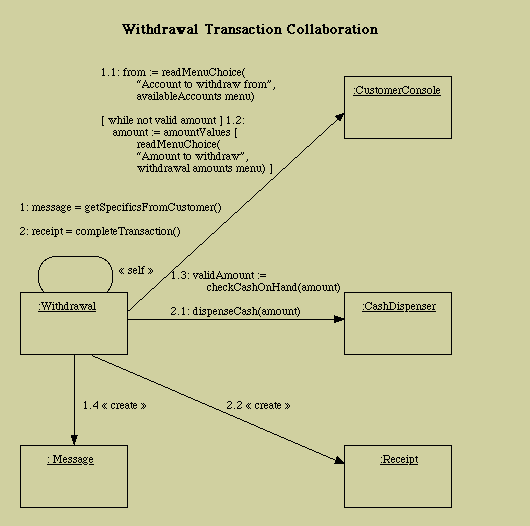 Withdrawal Transaction Collaboration
1.1: from := readMenuChoice(
"Account to withdraw from",
availableAccounts menu)
:CustomerConsole
[ while not valid amount ] 1.2:
amount := amountValues [
readMenuChoice(
"Amount to withdraw",
withdrawal amounts menu) ]
1: message = getSpecificsFromCustomer()
2: receipt = completeTransaction()
« self »
1.3: validAmount :=
checkCashOnHand(amount)
:Withdrawal
2.1: dispenseCash(amount)
:CashDispenser
1.4 « create »
2.2 « create »
: Message
:Receipt